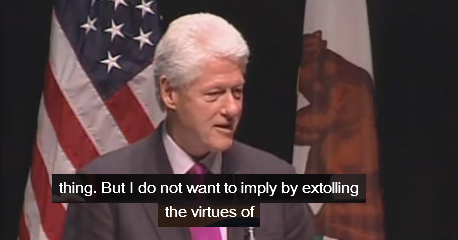 thing. But I do not want to imply by extolling
the virtues of